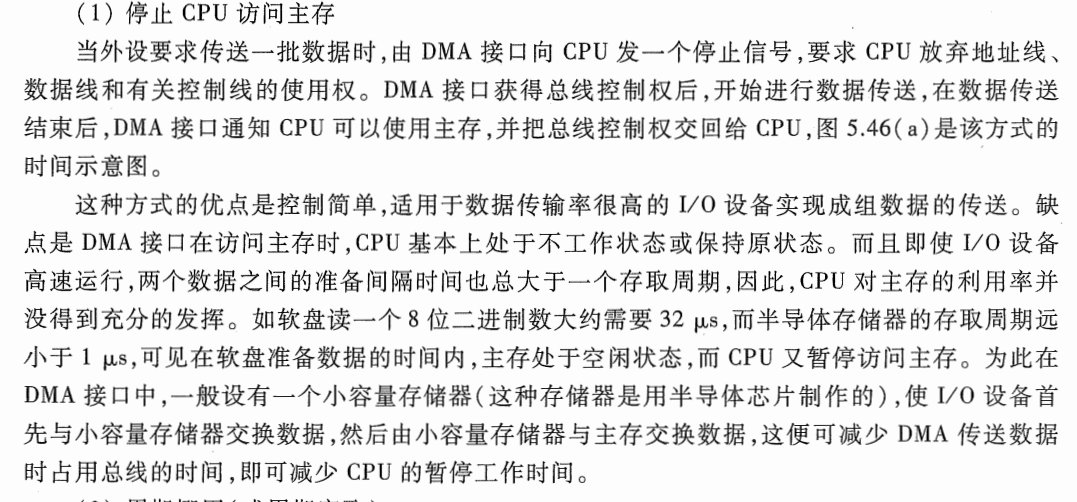 (1) 停止 CPU 访问主存
当外设要求传送一批数据时,由 DMA 接口向 CPU 发一个停止信号,要求 CPU 放弃地址线、
数据线和有关控制线的使用权。DMA 接口获得总线控制权后,开始进行数据传送,在数据传送
结束后,DMA 接口通知 CPU 可以使用主存,并把总线控制权交回给 CPU,图 5.46(a)是该方式的
时间示意图。
这种方式的优点是控制简单,适用于数据传输率很高的 I/O 设备实现成组数据的传送。缺
点是 DMA 接口在访问主存时,CPU 基本上处于不工作状态或保持原状态。而且即使 I/O 设备
高速运行,两个数据之间的准备间隔时间也总大于一个存取周期,因此,CPU 对主存的利用率并
没得到充分的发挥。如软盘读一个 8 位二进制数大约需要 32 μs,而半导体存储器的存取周期远
小于 1 μs,可见在软盘准备数据的时间内,主存处于空闲状态,而 CPU 又暂停访问主存。为此在
DMA 接口中,一般设有一个小容量存储器(这种存储器是用半导体芯片制作的),使 I/O 设备首
先与小容量存储器交换数据,然后由小容量存储器与主存交换数据,这便可减少 DMA 传送数据
时占用总线的时间,即可减少 CPU 的暂停工作时间。